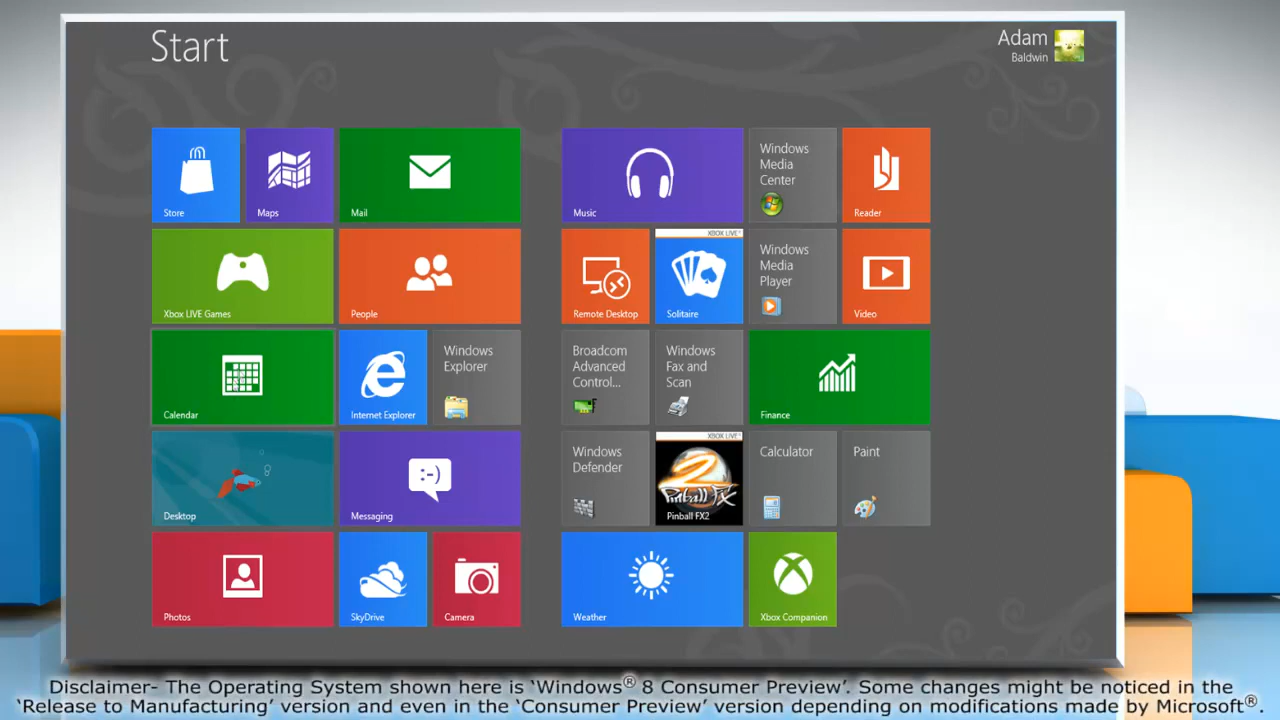 Start
Adam
Baldwin
Store
Maps
Mail
Music
Windows
Media
Center
Reader
Xbox LIVE Games
People
Remote Desktop
XBOX LIVE
Solitaire
Windows
Media
Player
Video
Calendar
Internet Explorer
Windows
Explorer
Broadcom
Advanced
Control...
Windows
Fax and
Scan
Finance
Desktop
Messaging
:-)
Windows
Defender
XBOX LIVE
2
Pinball FX
Pinball FX2
Calculator
Paint
Photos
SkyDrive
Camera
Weather
Xbox Companion
Disclaimer- The Operating System shown here is ‘Windows® 8 Consumer Preview’. Some changes might be noticed in the
‘Release to Manufacturing’ version and even in the ‘Consumer Preview’ version depending on modifications made by Microsoft®.